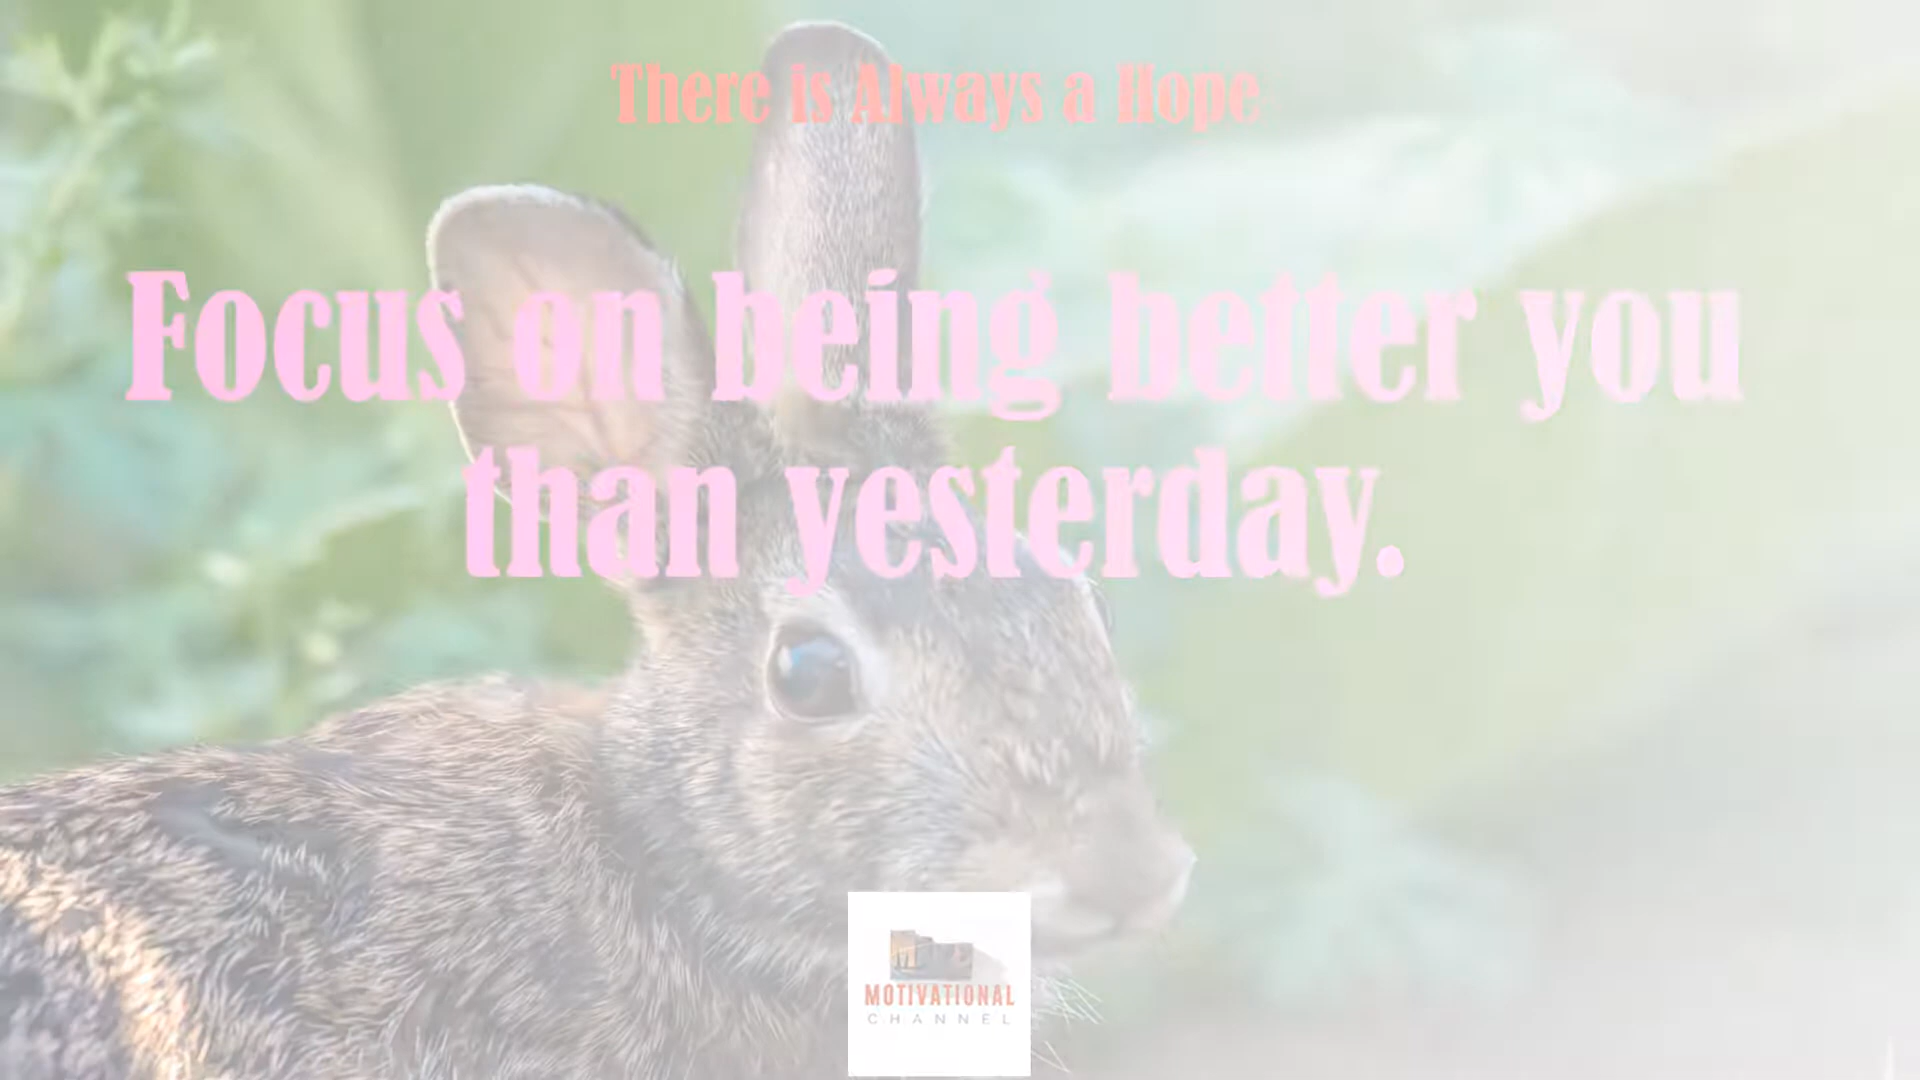 There is Always a Hope
Focus on being better you
than yesterday.
MOTIVATIONAL
CHANNEL